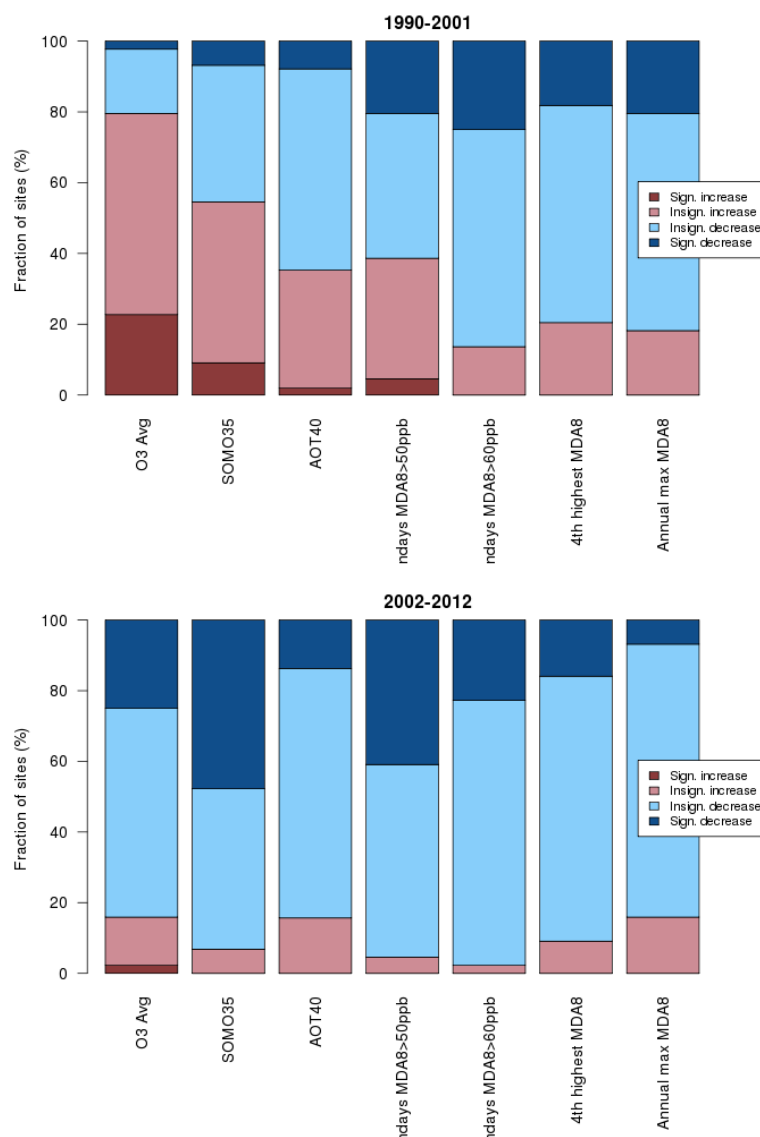 1990-2001
Fraction of sites (%)
100
80
60
40
20
0
Sign. increase
Insign. increase
Insign. decrease
Sign. decrease
O3 Avg
SOMO35
AOT40
ndays MDA8>50ppb
ndays MDA8>60ppb
4th highest MDA8
Annual max MDA8
2002-2012
Fraction of sites (%)
100
80
60
40
20
0
Sign. increase
Insign. increase
Insign. decrease
Sign. decrease
O3 Avg
SOMO35
AOT40
ndays MDA8>50ppb
ndays MDA8>60ppb
4th highest MDA8
Annual max MDA8